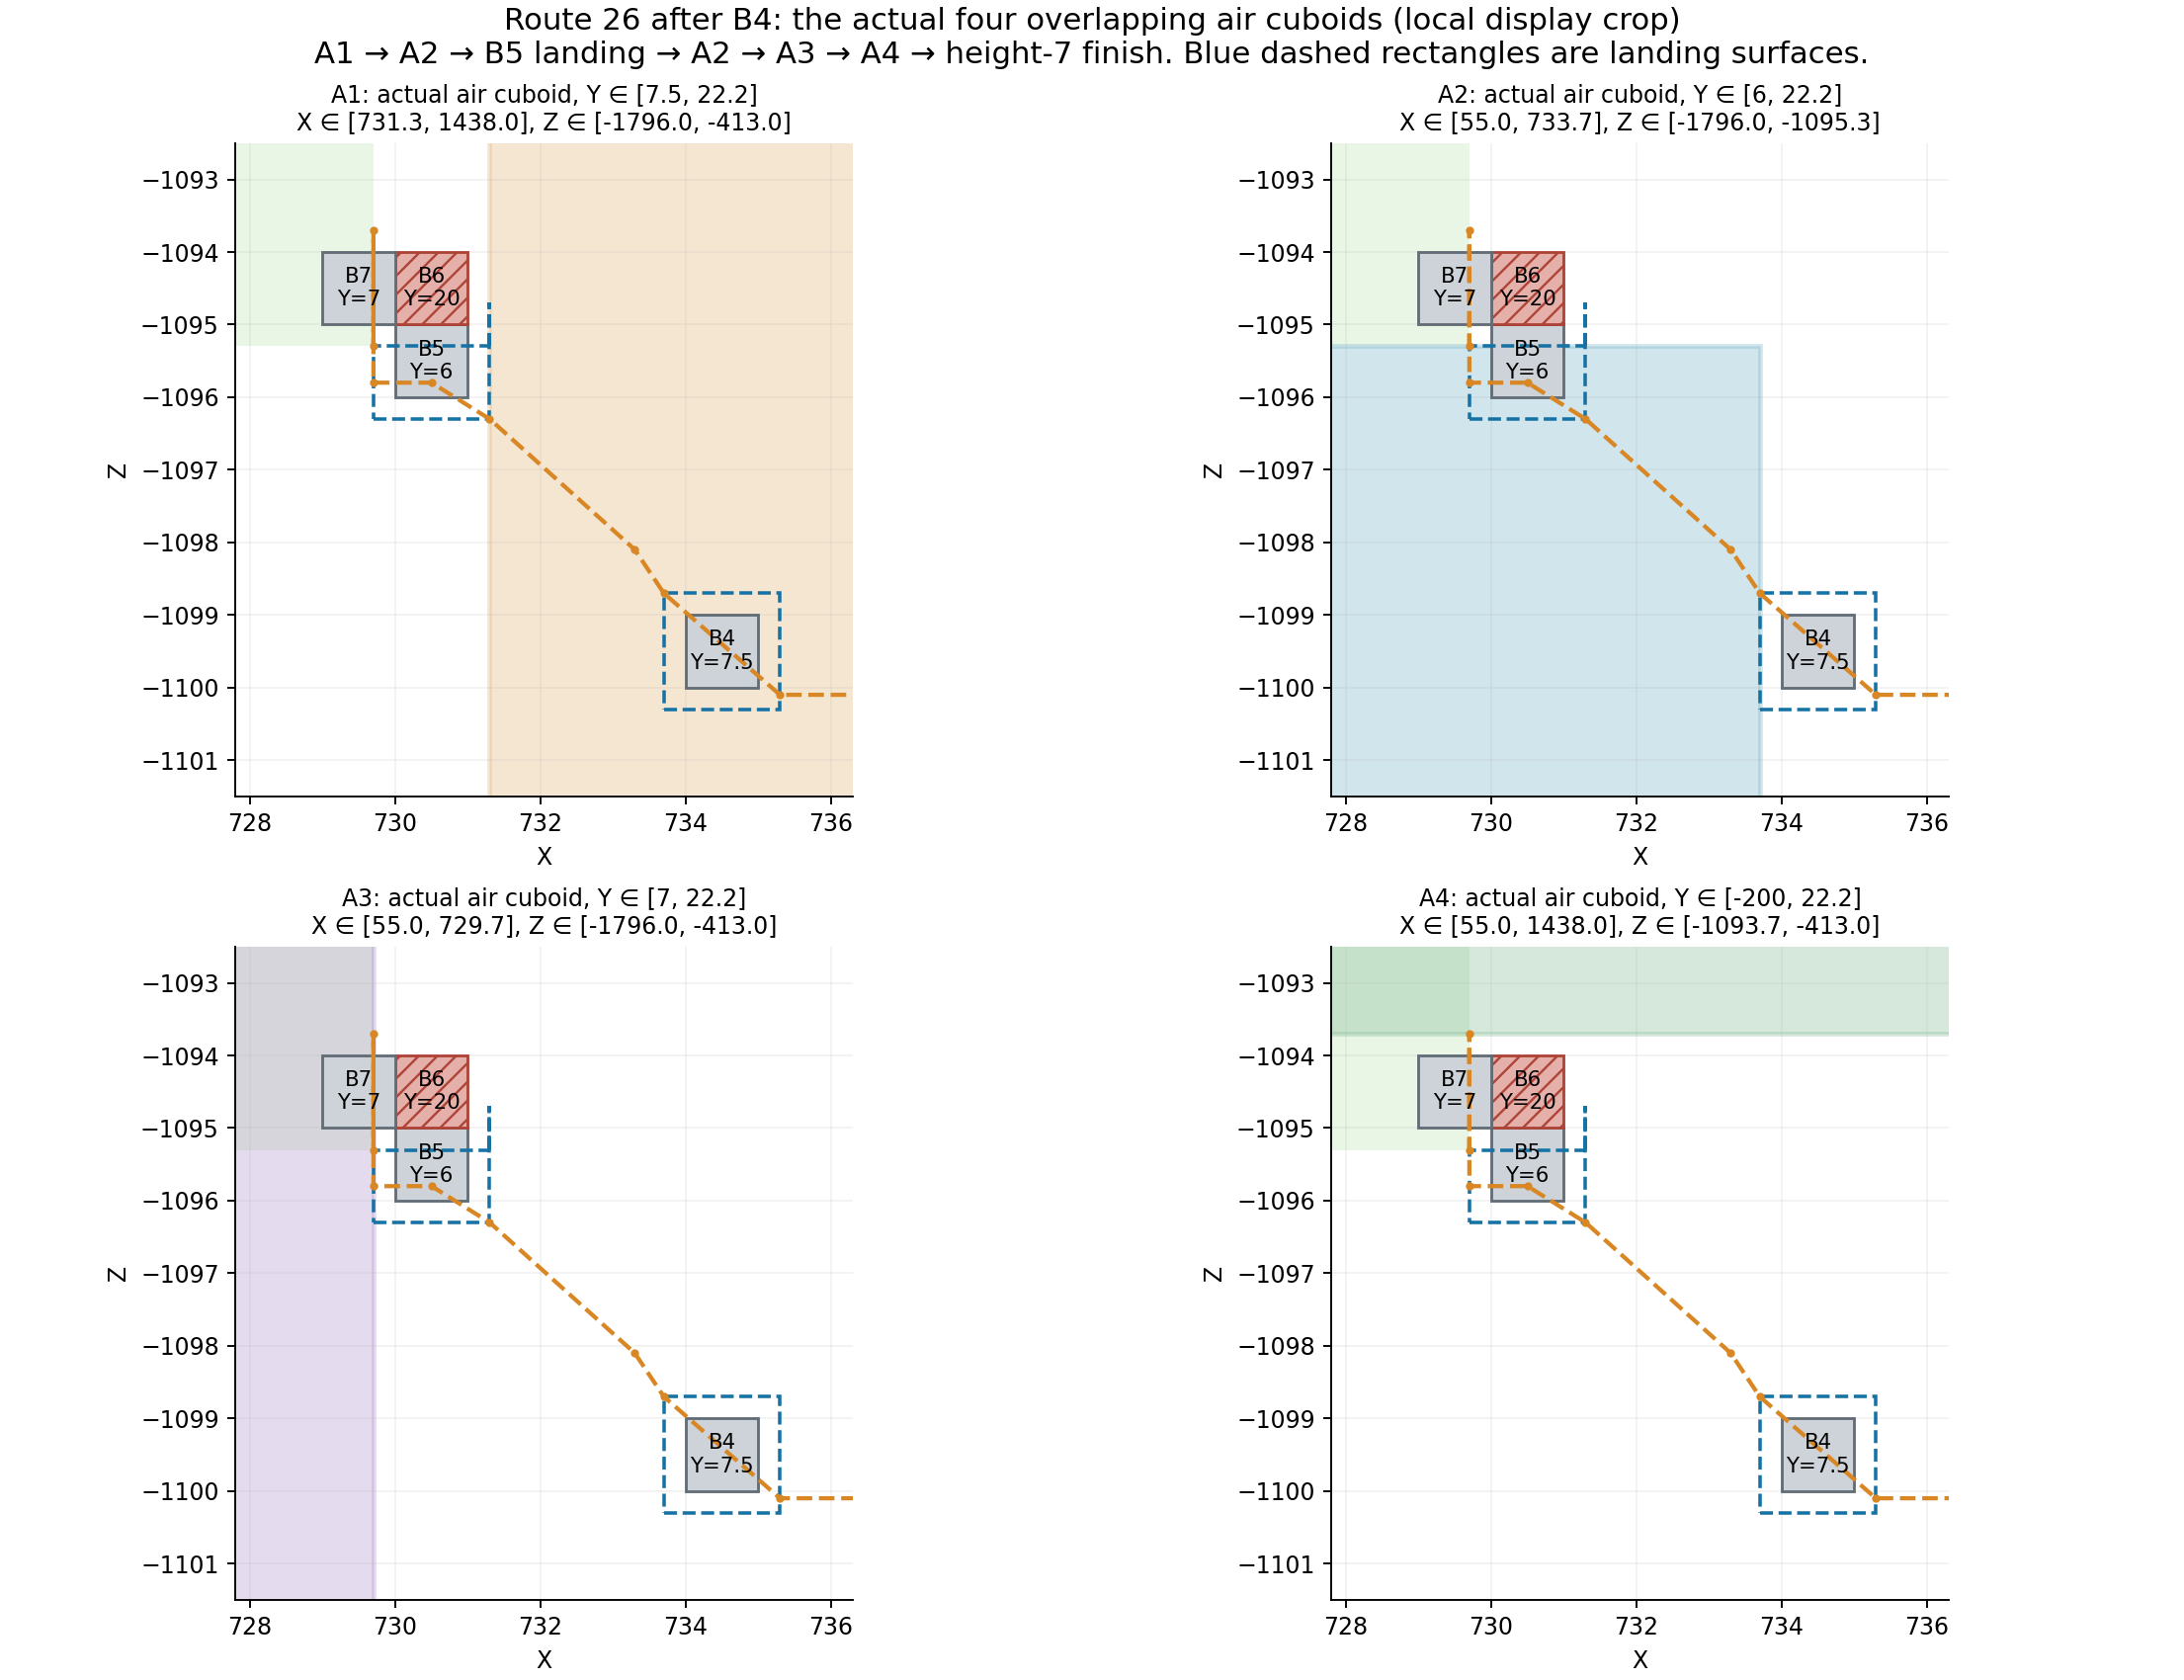 Route 26 after B4: the actual four overlapping air cuboids (local display crop)
A1 → A2 → B5 landing → A2 → A3 → A4 → height-7 finish. Blue dashed rectangles are landing surfaces.
A1: actual air cuboid, Y ∈ [7.5, 22.2]
X ∈ [731.3, 1438.0], Z ∈ [-1796.0, -413.0]
−1093
−1094
−1095
−1096
−1097
−1098
−1099
−1100
−1101
Z
B7
Y=7
B6
Y=20
B5
Y=6
B4
Y=7.5
728
730
732
734
736
X
A2: actual air cuboid, Y ∈ [6, 22.2]
X ∈ [55.0, 733.7], Z ∈ [-1796.0, -1095.3]
−1093
−1094
−1095
−1096
−1097
−1098
−1099
−1100
−1101
Z
B7
Y=7
B6
Y=20
B5
Y=6
B4
Y=7.5
728
730
732
734
736
X
A3: actual air cuboid, Y ∈ [7, 22.2]
X ∈ [55.0, 729.7], Z ∈ [-1796.0, -413.0]
−1093
−1094
−1095
−1096
−1097
−1098
−1099
−1100
−1101
Z
B7
Y=7
B6
Y=20
B5
Y=6
B4
Y=7.5
728
730
732
734
736
X
A4: actual air cuboid, Y ∈ [-200, 22.2]
X ∈ [55.0, 1438.0], Z ∈ [-1093.7, -413.0]
−1093
−1094
−1095
−1096
−1097
−1098
−1099
−1100
−1101
Z
B7
Y=7
B6
Y=20
B5
Y=6
B4
Y=7.5
728
730
732
734
736
X